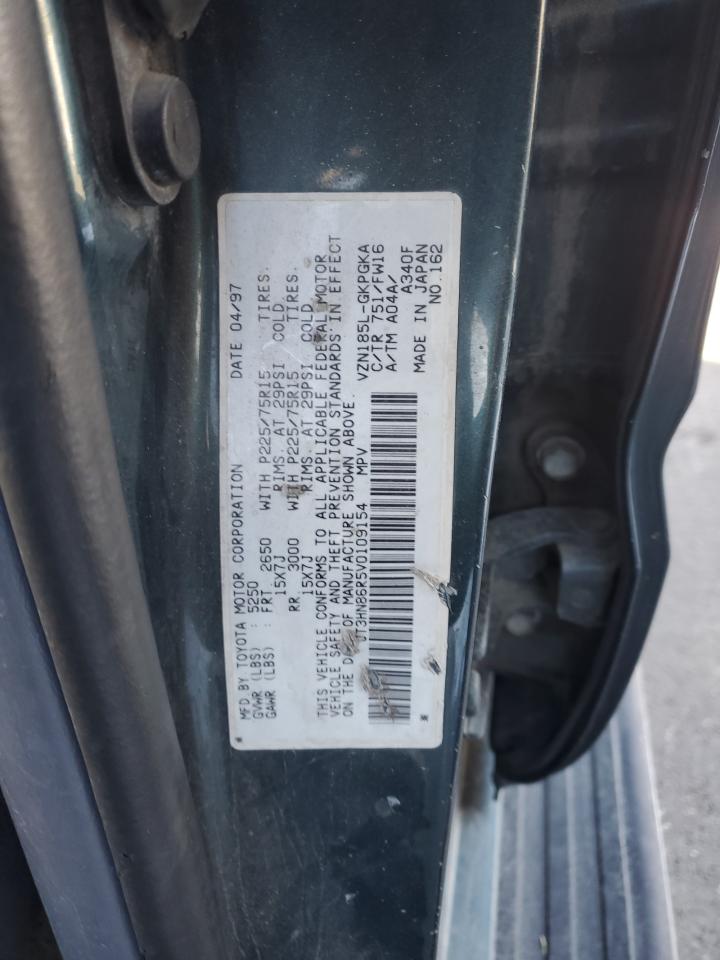 MFD. BY TOYOTA MOTOR CORPORATION DATE 04/97
GVWR (LBS) : 5250
GAWR (LBS) : FRT. 2650 WITH P225/75R15 TIRES.
15X7J RIMS. AT 29PSI COLD
RR. 3000 WITH P225/75R15 TIRES.
15X7J RIMS. AT 29PSI COLD
THIS VEHICLE CONFORMS TO ALL APPLICABLE FEDERAL MOTOR
VEHICLE SAFETY AND THEFT PREVENTION STANDARDS IN EFFECT
ON THE DATE OF MANUFACTURE SHOWN ABOVE.
JT3HN86R5V0109154 MPV
VZN185L-GKPGKA
C/TR 751/FW16
A/TM A04A/
A340F
MADE IN JAPAN
NO.162